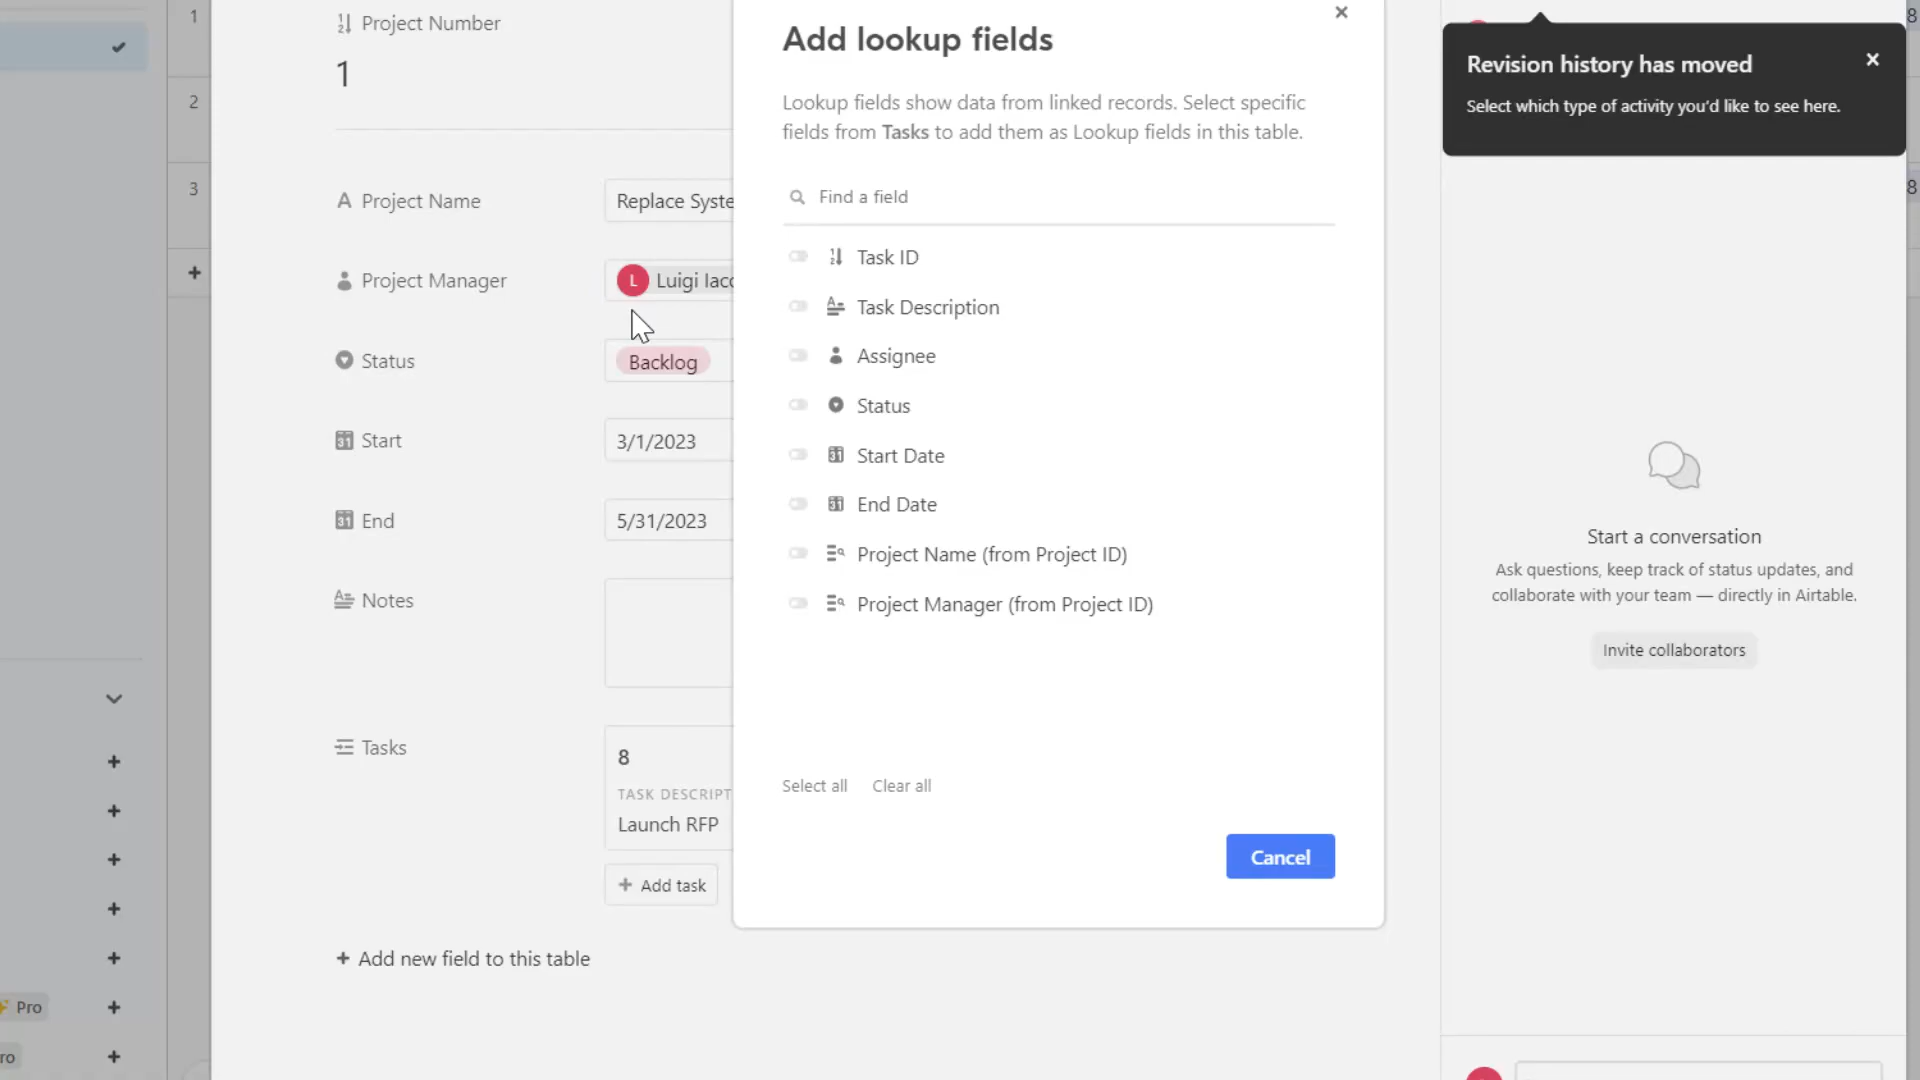 1
2
3
Pro
ro
Project Number
1
Project Name
Replace Syste
Project Manager
L
Luigi Iacc
Status
Backlog
Start
3/1/2023
End
5/31/2023
Notes
Tasks
8
TASK DESCRIPT
Launch RFP
Add task
Add new field to this table
Add lookup fields
Lookup fields show data from linked records. Select specific
fields from Tasks to add them as Lookup fields in this table.
Find a field
Task ID
Task Description
Assignee
Status
Start Date
End Date
Project Name (from Project ID)
Project Manager (from Project ID)
Select all Clear all
Cancel
Revision history has moved
Select which type of activity you'd like to see here.
Start a conversation
Ask questions, keep track of status updates, and
collaborate with your team — directly in Airtable.
Invite collaborators
8
8